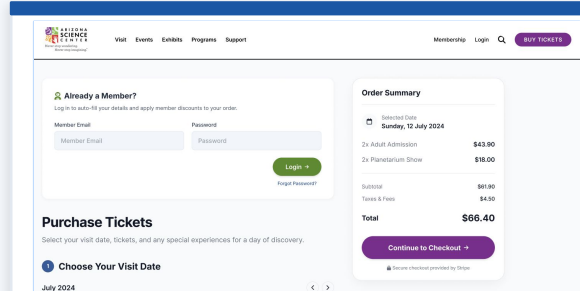 ARIZONA
SCIENCE
CENTER
Visit Events Exhibits Programs Support
Membership Login BUY TICKETS
Already a Member?
Log in to auto-fill your details and apply member discounts to your order.
Member Email Password
Member Email Password
Login →
Forgot Password?
Purchase Tickets
Select your visit date, tickets, and any special experiences for a day of discovery.
1 Choose Your Visit Date
July 2024
Order Summary
Selected Date
Sunday, 12 July 2024
2x Adult Admission $43.90
2x Planetarium Show $18.00
Subtotal $61.90
Taxes & Fees $4.50
Total $66.40
Continue to Checkout →
Secure checkout provided by Stripe